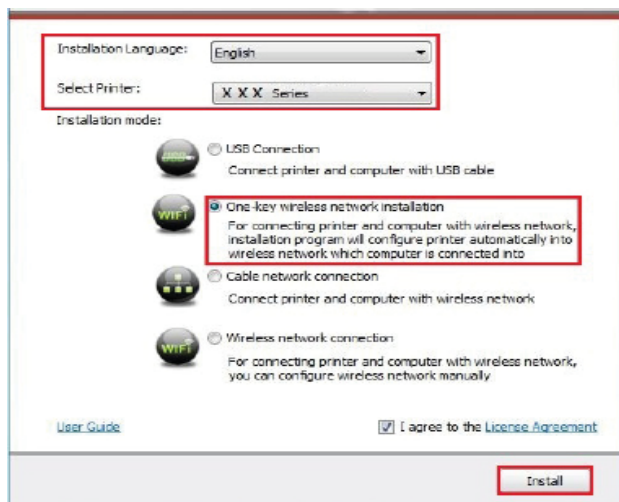 Installation Language:
English
Select Printer:
X X X Series
Installation mode:
USB
USB Connection
Connect printer and computer with USB cable
WiFi
One-key wireless network installation
For connecting printer and computer with wireless network,
installation program will configure printer automatically into
wireless network which computer is connected into
Cable network connection
Connect printer and computer with wireless network
WiFi
Wireless network connection
For connecting printer and computer with wireless network,
you can configure wireless network manually
User Guide
I agree to the License Agreement
Install